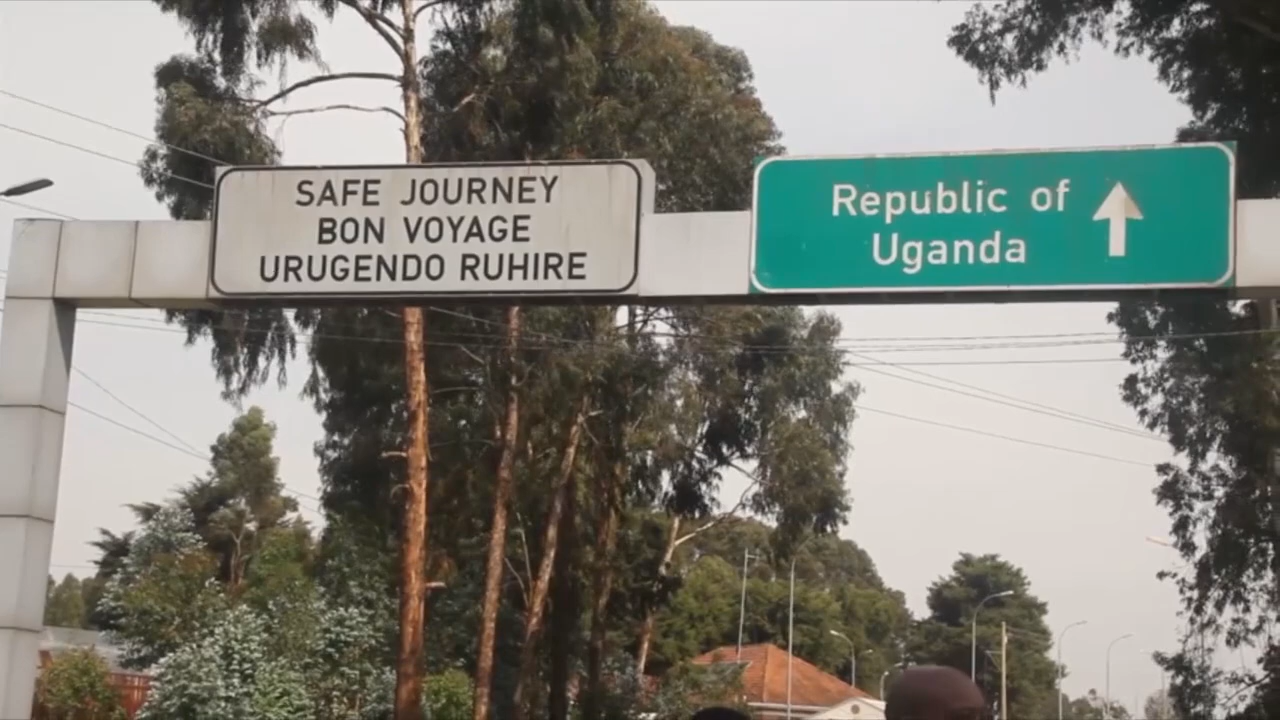 SAFE JOURNEY
BON VOYAGE
URUGENDO RUHIRE
Republic of
Uganda